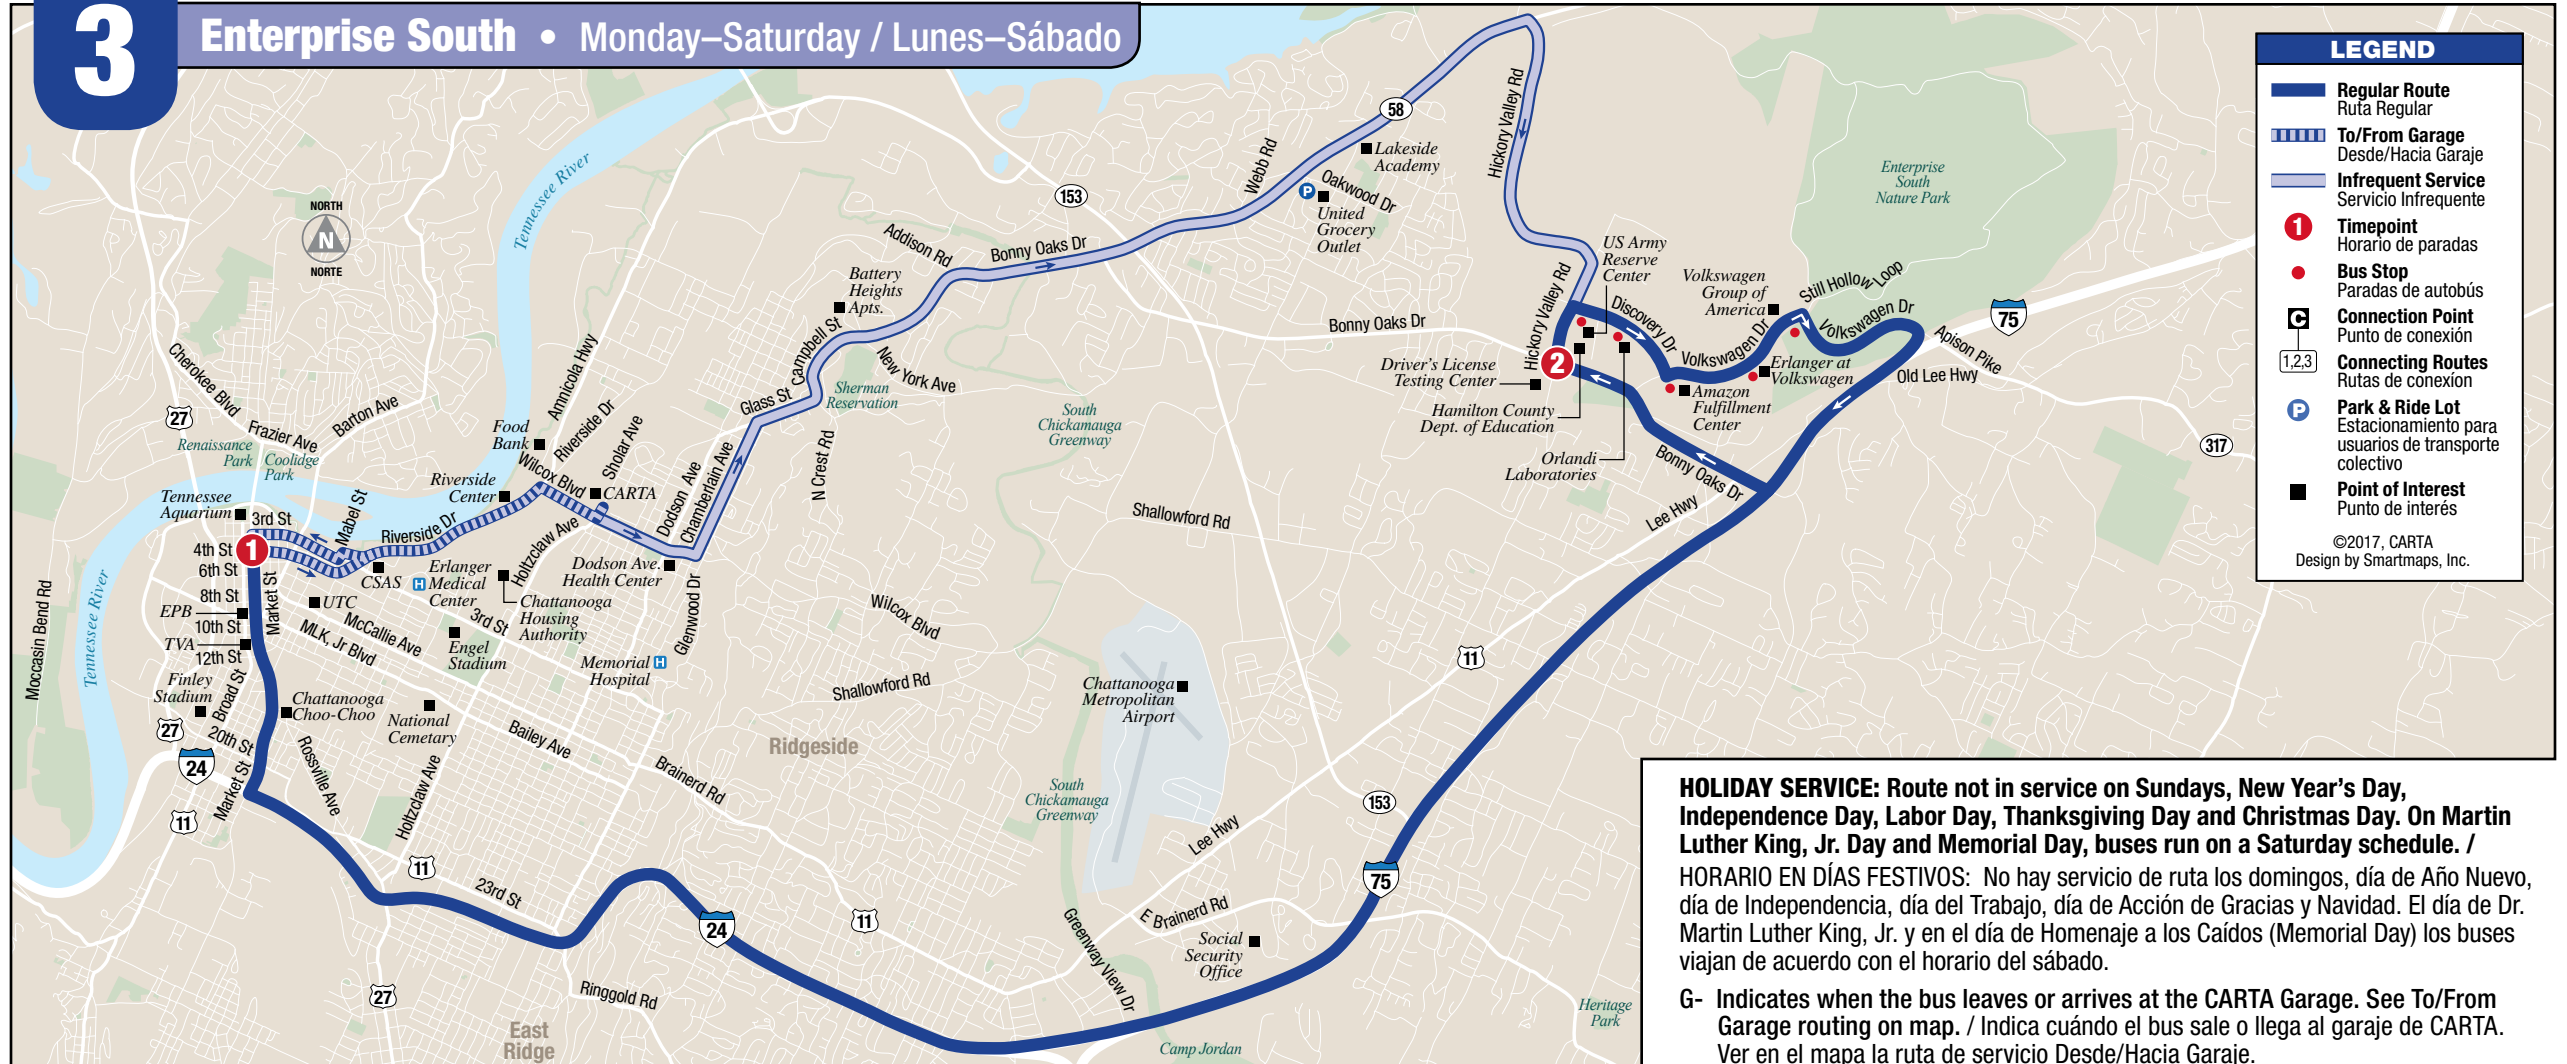 3
Enterprise South • Monday–Saturday / Lunes–Sábado
LEGEND
Regular Route
Ruta Regular
To/From Garage
Desde/Hacia Garaje
Infrequent Service
Servicio Infrequente
1
Timepoint
Horario de paradas
Bus Stop
Paradas de autobús
C
Connection Point
Punto de conexión
1,2,3
Connecting Routes
Rutas de conexíon
P
Park & Ride Lot
Estacionamiento para
usuarios de transporte
colectivo
Point of Interest
Punto de interés
©2017, CARTA
Design by Smartmaps, Inc.
NORTH
N
NORTE
Tennessee River
58
Hickory Valley Rd
Lakeside
Academy
Webb Rd
Oakwood Dr
P
United
Grocery
Outlet
153
Enterprise
South
Nature Park
Addison Rd
Bonny Oaks Dr
Battery
Heights
Apts.
US Army
Reserve
Center
Volkswagen
Group of
America
Still Hollow Loop
Hickory Valley Rd
Discovery Dr
Volkswagen Dr
Volkswagen Dr
75
Apison Pike
Old Lee Hwy
Bonny Oaks Dr
Campbell St
New York Ave
Sherman
Reservation
Glass St
Driver's License
Testing Center
2
Erlanger at
Volkswagen
Amazon
Fulfillment
Center
Hamilton County
Dept. of Education
Orlandi
Laboratories
Bonny Oaks Dr
Lee Hwy
317
South
Chickamauga
Greenway
Cherokee Blvd
27
Frazier Ave
Barton Ave
Renaissance
Park
Coolidge
Park
Amnicola Hwy
Food
Bank
Riverside Dr
Wilcox Blvd
Sholar Ave
CARTA
Riverside
Center
Dodson Ave
Chamberlain Ave
N Crest Rd
Shallowford Rd
Tennessee
Aquarium
3rd St
Mabel St
Riverside Dr
4th St
1
6th St
Market St
CSAS
H
Erlanger
Medical
Center
Holtzclaw Ave
Dodson Ave.
Health Center
Chattanooga
Housing
Authority
Glenwood Dr
Moccasin Bend Rd
Tennessee River
8th St
EPB
10th St
TVA
12th St
UTC
McCallie Ave
MLK, Jr Blvd
3rd St
Engel
Stadium
Memorial
Hospital
H
Wilcox Blvd
Shallowford Rd
11
Finley
Stadium
Broad St
Chattanooga
Choo-Choo
National
Cemetary
Chattanooga
Metropolitan
Airport
27
20th St
24
Market St
Rossville Ave
Holtzclaw Ave
Bailey Ave
Brainerd Rd
Ridgeside
11
11
23rd St
South
Chickamauga
Greenway
Lee Hwy
153
75
24
11
Greenway View Dr
E Brainerd Rd
Social
Security
Office
27
Ringgold Rd
East
Ridge
Camp Jordan
Heritage
Park
HOLIDAY SERVICE: Route not in service on Sundays, New Year's Day,
Independence Day, Labor Day, Thanksgiving Day and Christmas Day. On Martin
Luther King, Jr. Day and Memorial Day, buses run on a Saturday schedule. /
HORARIO EN DÍAS FESTIVOS: No hay servicio de ruta los domingos, día de Año Nuevo,
día de Independencia, día del Trabajo, día de Acción de Gracias y Navidad. El día de Dr.
Martin Luther King, Jr. y en el día de Homenaje a los Caídos (Memorial Day) los buses
viajan de acuerdo con el horario del sábado.
G- Indicates when the bus leaves or arrives at the CARTA Garage. See To/From
Garage routing on map. / Indica cuándo el bus sale o llega al garaje de CARTA.
Ver en el mapa la ruta de servicio Desde/Hacia Garaje.